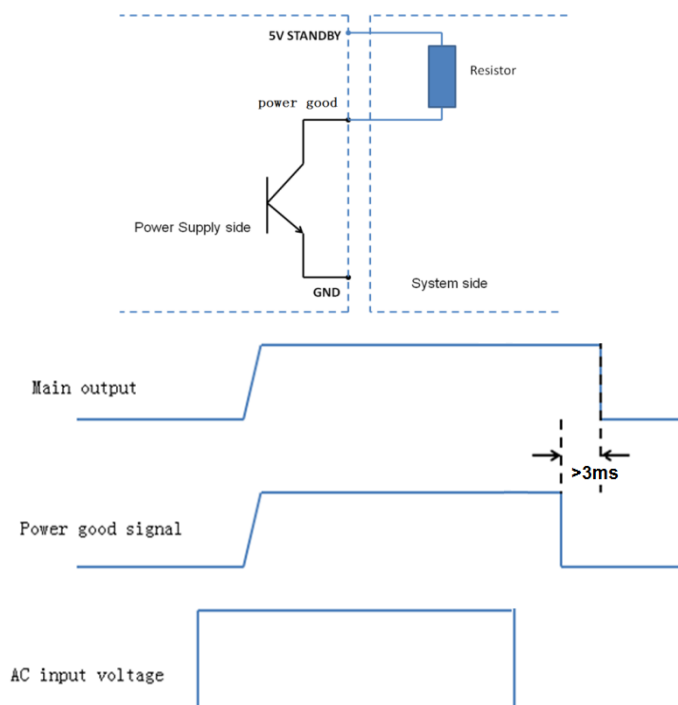 5V STANDBY
Resistor
power good
Power Supply side
GND
System side
Main output
>3ms
Power good signal
AC input voltage